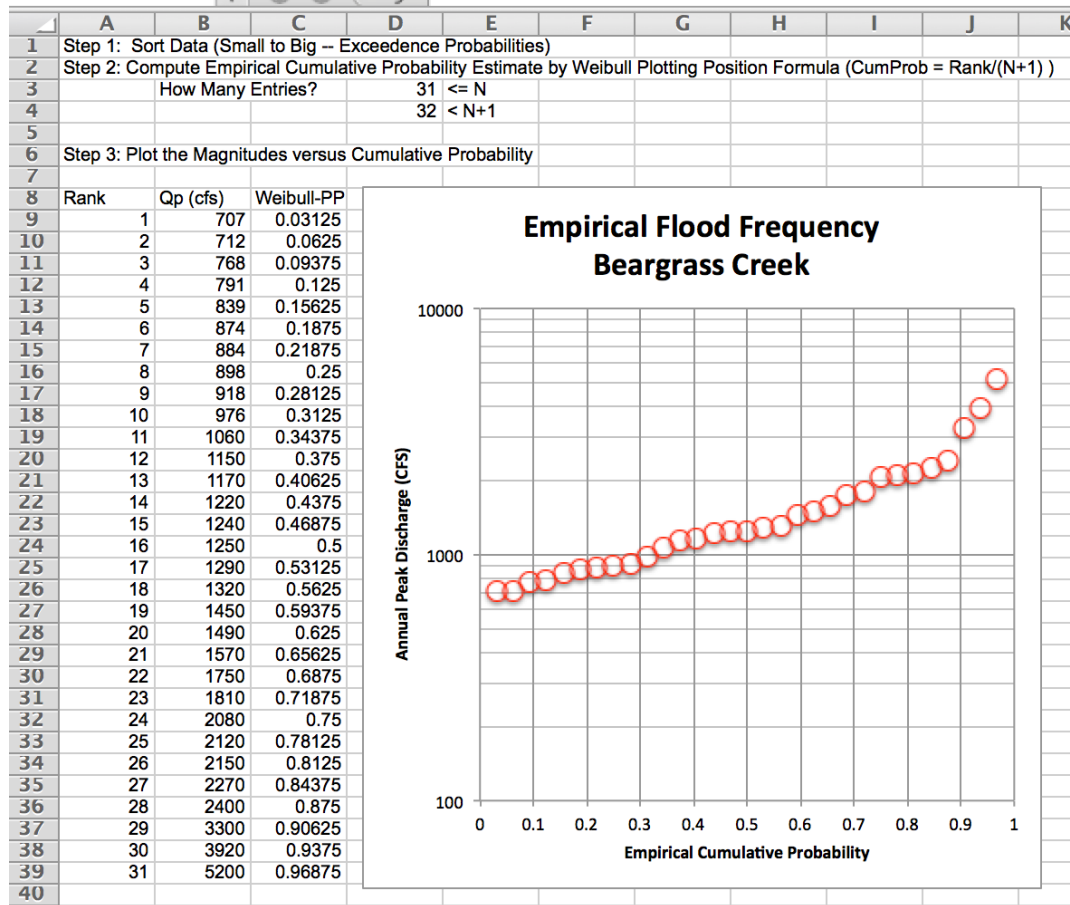 A B C D E F G H I J K
1 Step 1:  Sort Data (Small to Big -- Exceedence Probabilities)
2 Step 2: Compute Empirical Cumulative Probability Estimate by Weibull Plotting Position Formula (CumProb = Rank/(N+1) )
3 How Many Entries? 31 <= N
4 32 < N+1
5
6 Step 3: Plot the Magnitudes versus Cumulative Probability
7
8 Rank Qp (cfs) Weibull-PP
9 1 707 0.03125
10 2 712 0.0625
11 3 768 0.09375
12 4 791 0.125
13 5 839 0.15625
14 6 874 0.1875
15 7 884 0.21875
16 8 898 0.25
17 9 918 0.28125
18 10 976 0.3125
19 11 1060 0.34375
20 12 1150 0.375
21 13 1170 0.40625
22 14 1220 0.4375
23 15 1240 0.46875
24 16 1250 0.5
25 17 1290 0.53125
26 18 1320 0.5625
27 19 1450 0.59375
28 20 1490 0.625
29 21 1570 0.65625
30 22 1750 0.6875
31 23 1810 0.71875
32 24 2080 0.75
33 25 2120 0.78125
34 26 2150 0.8125
35 27 2270 0.84375
36 28 2400 0.875
37 29 3300 0.90625
38 30 3920 0.9375
39 31 5200 0.96875
40
Empirical Flood Frequency
Beargrass Creek
10000
1000
100
Annual Peak Discharge (CFS)
0 0.1 0.2 0.3 0.4 0.5 0.6 0.7 0.8 0.9 1
Empirical Cumulative Probability